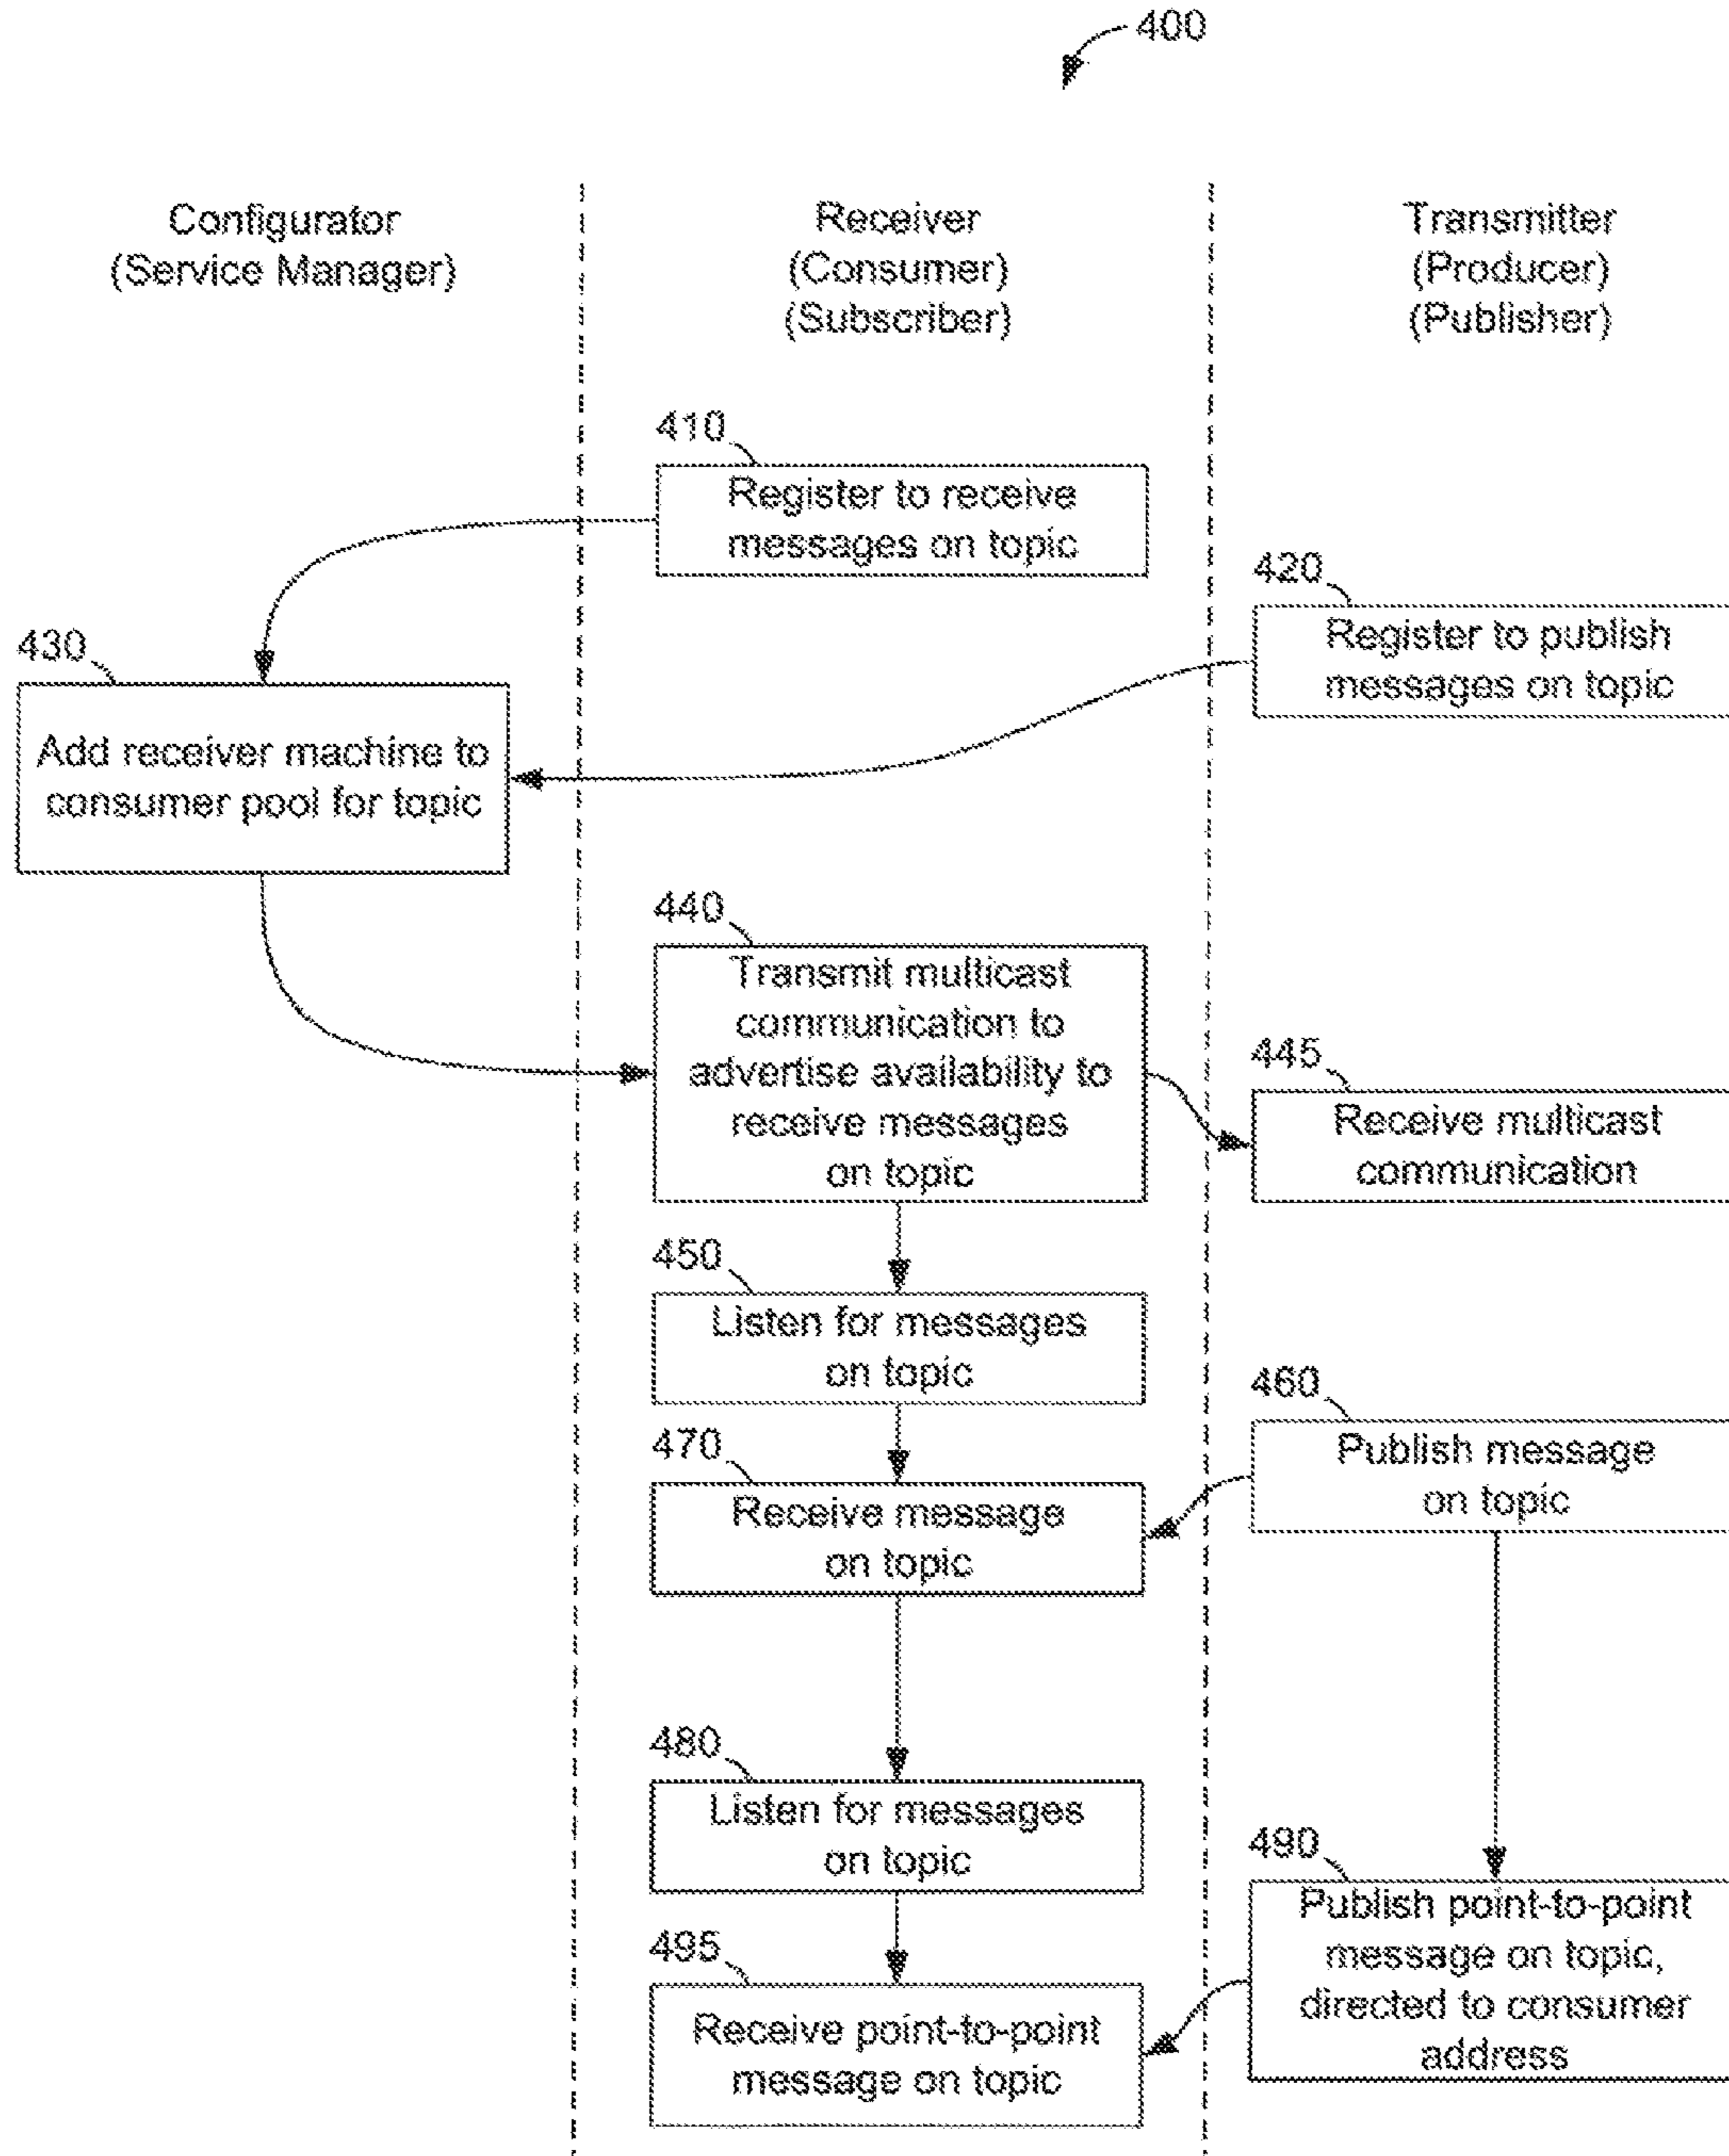 400
Configurator
(Service Manager)
Receiver
(Consumer)
(Subscriber)
Transmitter
(Producer)
(Publisher)
410
Register to receive
messages on topic
420
Register to publish
messages on topic
430
Add receiver machine to
consumer pool for topic
440
Transmit multicast
communication to
advertise availability to
receive messages
on topic
445
Receive multicast
communication
450
Listen for messages
on topic
460
Publish message
on topic
470
Receive message
on topic
480
Listen for messages
on topic
490
Publish point-to-point
message on topic,
directed to consumer
address
495
Receive point-to-point
message on topic